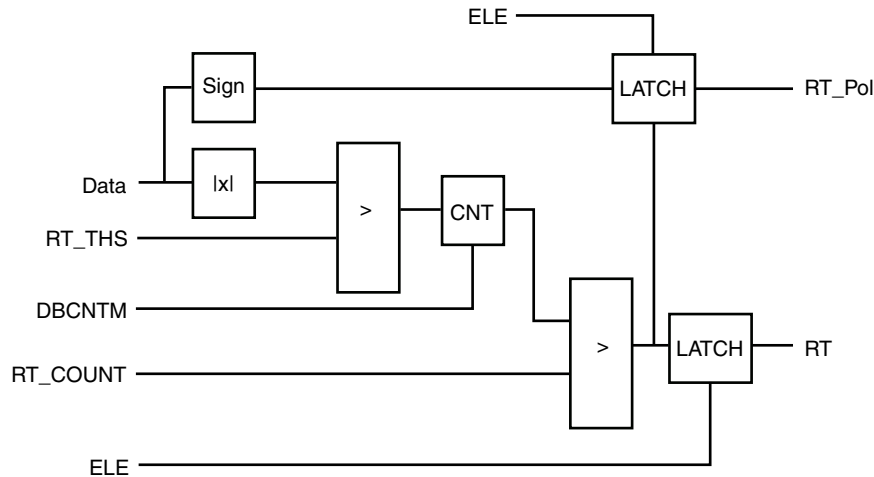 ELE
Sign
LATCH
RT_Pol
Data
|x|
>
CNT
RT_THS
DBCNTM
>
LATCH
RT
RT_COUNT
ELE